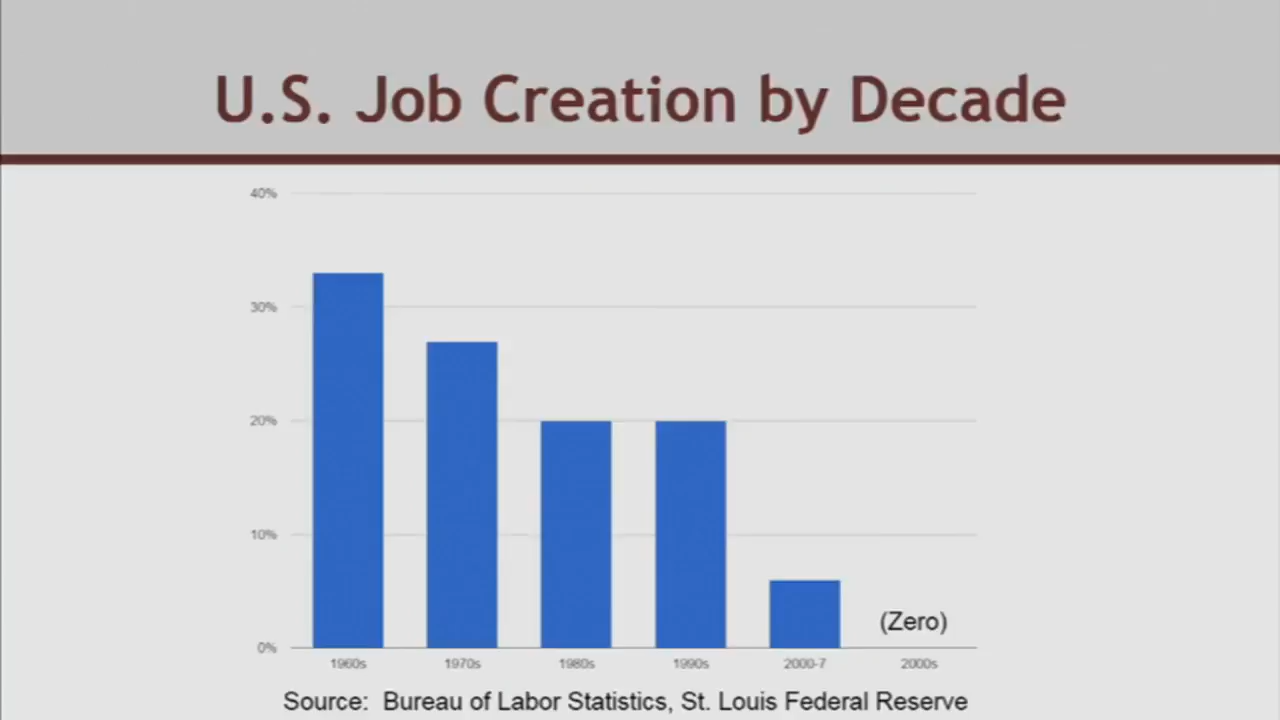 U.S. Job Creation by Decade
40%
30%
20%
10%
(Zero)
0%
1960s 1970s 1980s 1990s 2000-7 2000s
Source: Bureau of Labor Statistics, St. Louis Federal Reserve